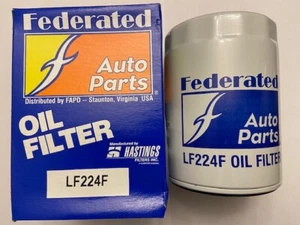 Federated
Auto
Parts
Distributed by FAPD – Staunton, Virginia USA
OIL
FILTER
Manufactured by
HASTINGS
FILTERS INC.
LF224F
Federated
Auto
Parts
LF224F OIL FILTER